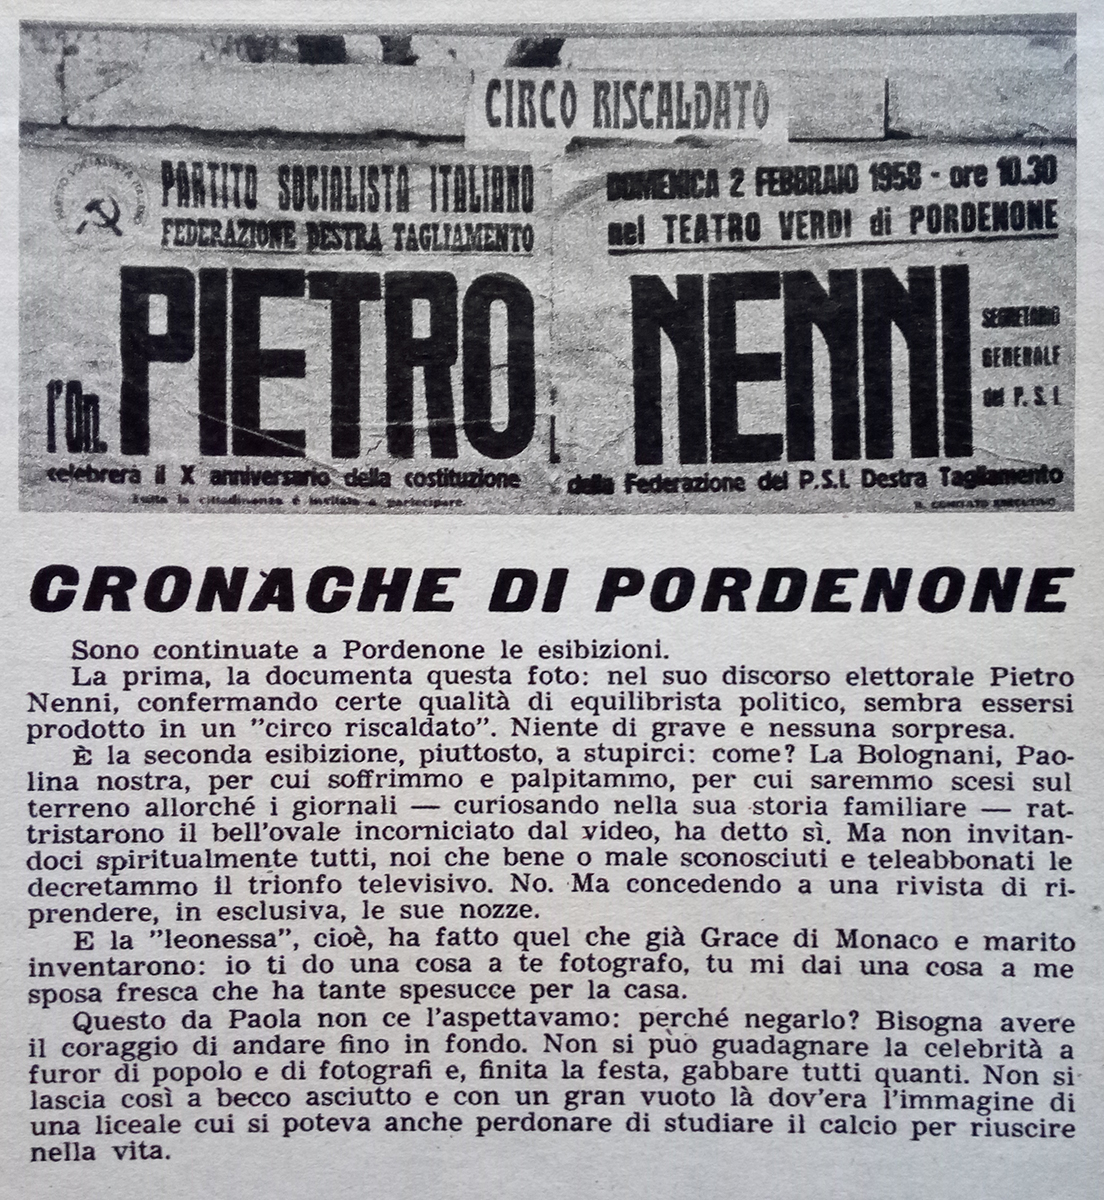 CIRCO RISCALDATO
PARTITO SOCIALISTA ITALIANO
FEDERAZIONE DESTRA TAGLIAMENTO
DOMENICA 2 FEBBRAIO 1958 - ore 10.30
nel TEATRO VERDI di PORDENONE
l'On. PIETRO NENNI
SEGRETARIO
GENERALE
del P. S. I.
celebrerà il X anniversario della costituzione della Federazione del P.S.I. Destra Tagliamento
Tutta la cittadinanza è invitata a partecipare.
IL COMITATO ESECUTIVO
CRONACHE DI PORDENONE
Sono continuate a Pordenone le esibizioni.
La prima, la documenta questa foto: nel suo discorso elettorale Pietro
Nenni, confermando certe qualità di equilibrista politico, sembra essersi
prodotto in un "circo riscaldato". Niente di grave e nessuna sorpresa.
È la seconda esibizione, piuttosto, a stupirci: come? La Bolognani, Pao-
lina nostra, per cui soffrimmo e palpitammo, per cui saremmo scesi sul
terreno allorché i giornali — curiosando nella sua storia familiare — rat-
tristarono il bell'ovale incorniciato dal video, ha detto sì. Ma non invitan-
doci spiritualmente tutti, noi che bene o male sconosciuti e teleabbonati le
decretammo il trionfo televisivo. No. Ma concedendo a una rivista di ri-
prendere, in esclusiva, le sue nozze.
E la "leonessa", cioè, ha fatto quel che già Grace di Monaco e marito
inventarono: io ti do una cosa a te fotografo, tu mi dai una cosa a me
sposa fresca che ha tante spesucce per la casa.
Questo da Paola non ce l'aspettavamo: perché negarlo? Bisogna avere
il coraggio di andare fino in fondo. Non si può guadagnare la celebrità a
furor di popolo e di fotografi e, finita la festa, gabbare tutti quanti. Non si
lascia così a becco asciutto e con un gran vuoto là dov'era l'immagine di
una liceale cui si poteva anche perdonare di studiare il calcio per riuscire
nella vita.